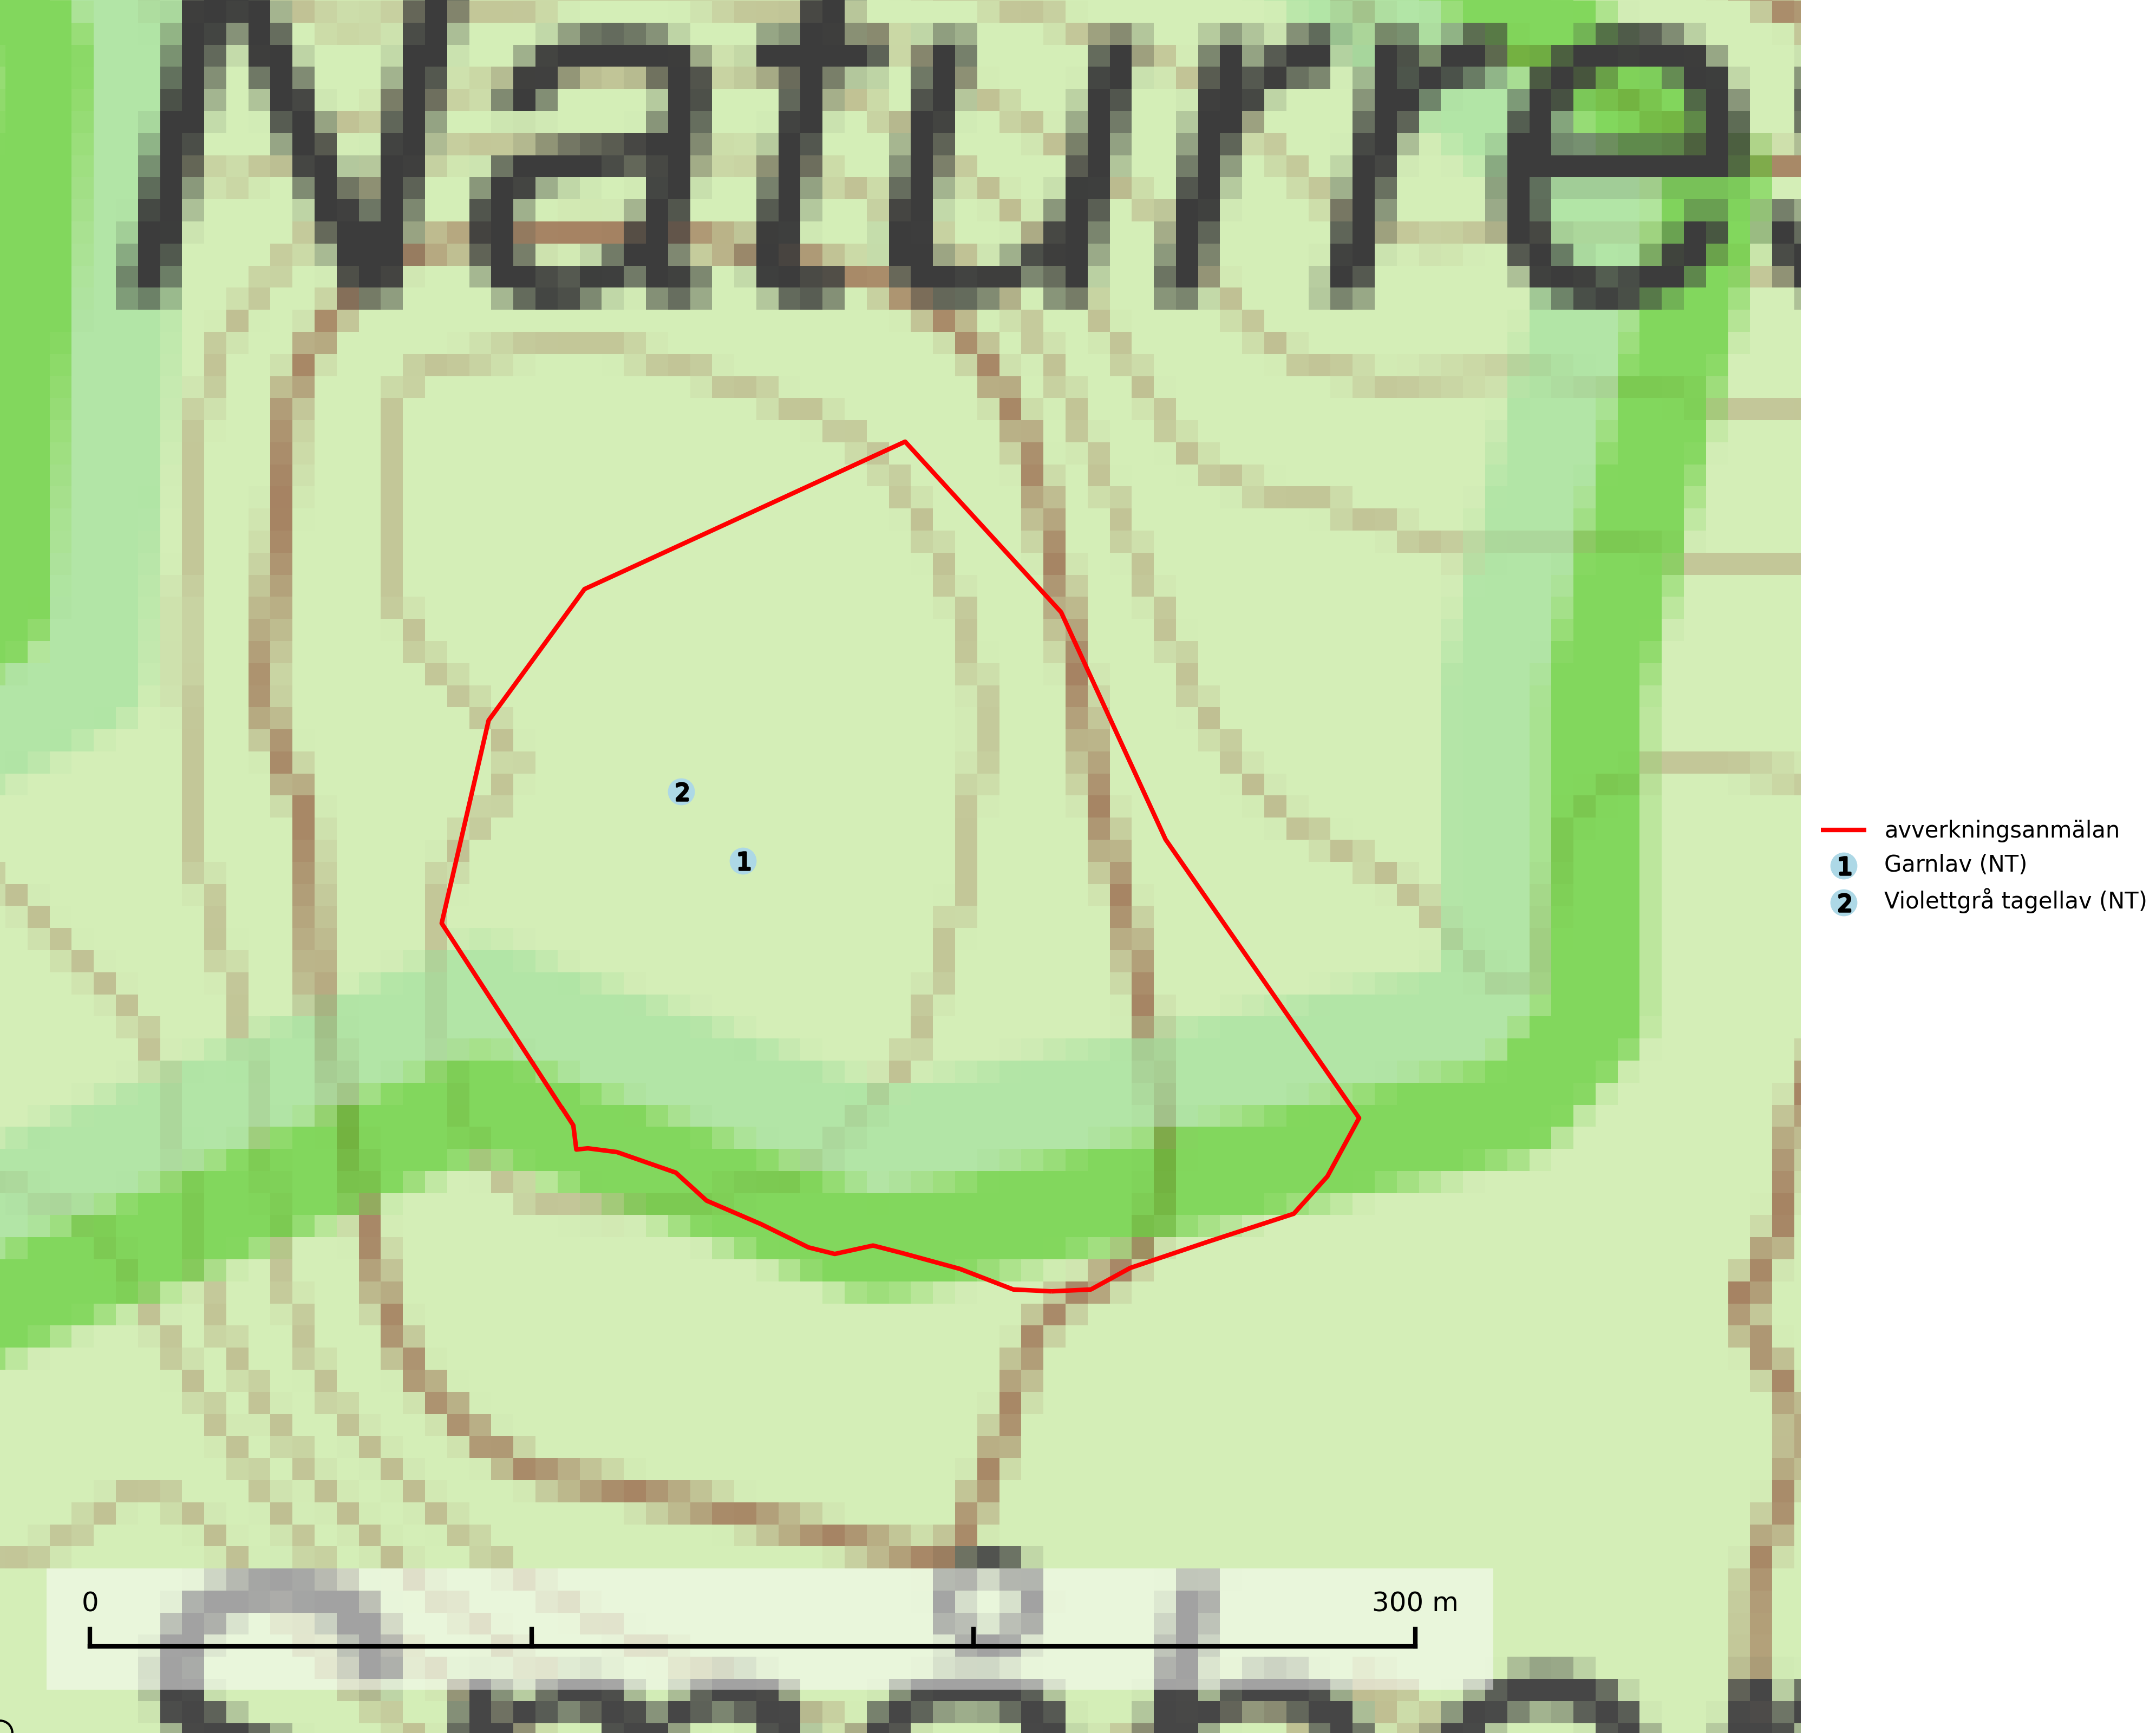 Naturre
avverkningsanmälan
1 Garnlav (NT)
2 Violettgrå tagellav (NT)
2
1
0 300 m